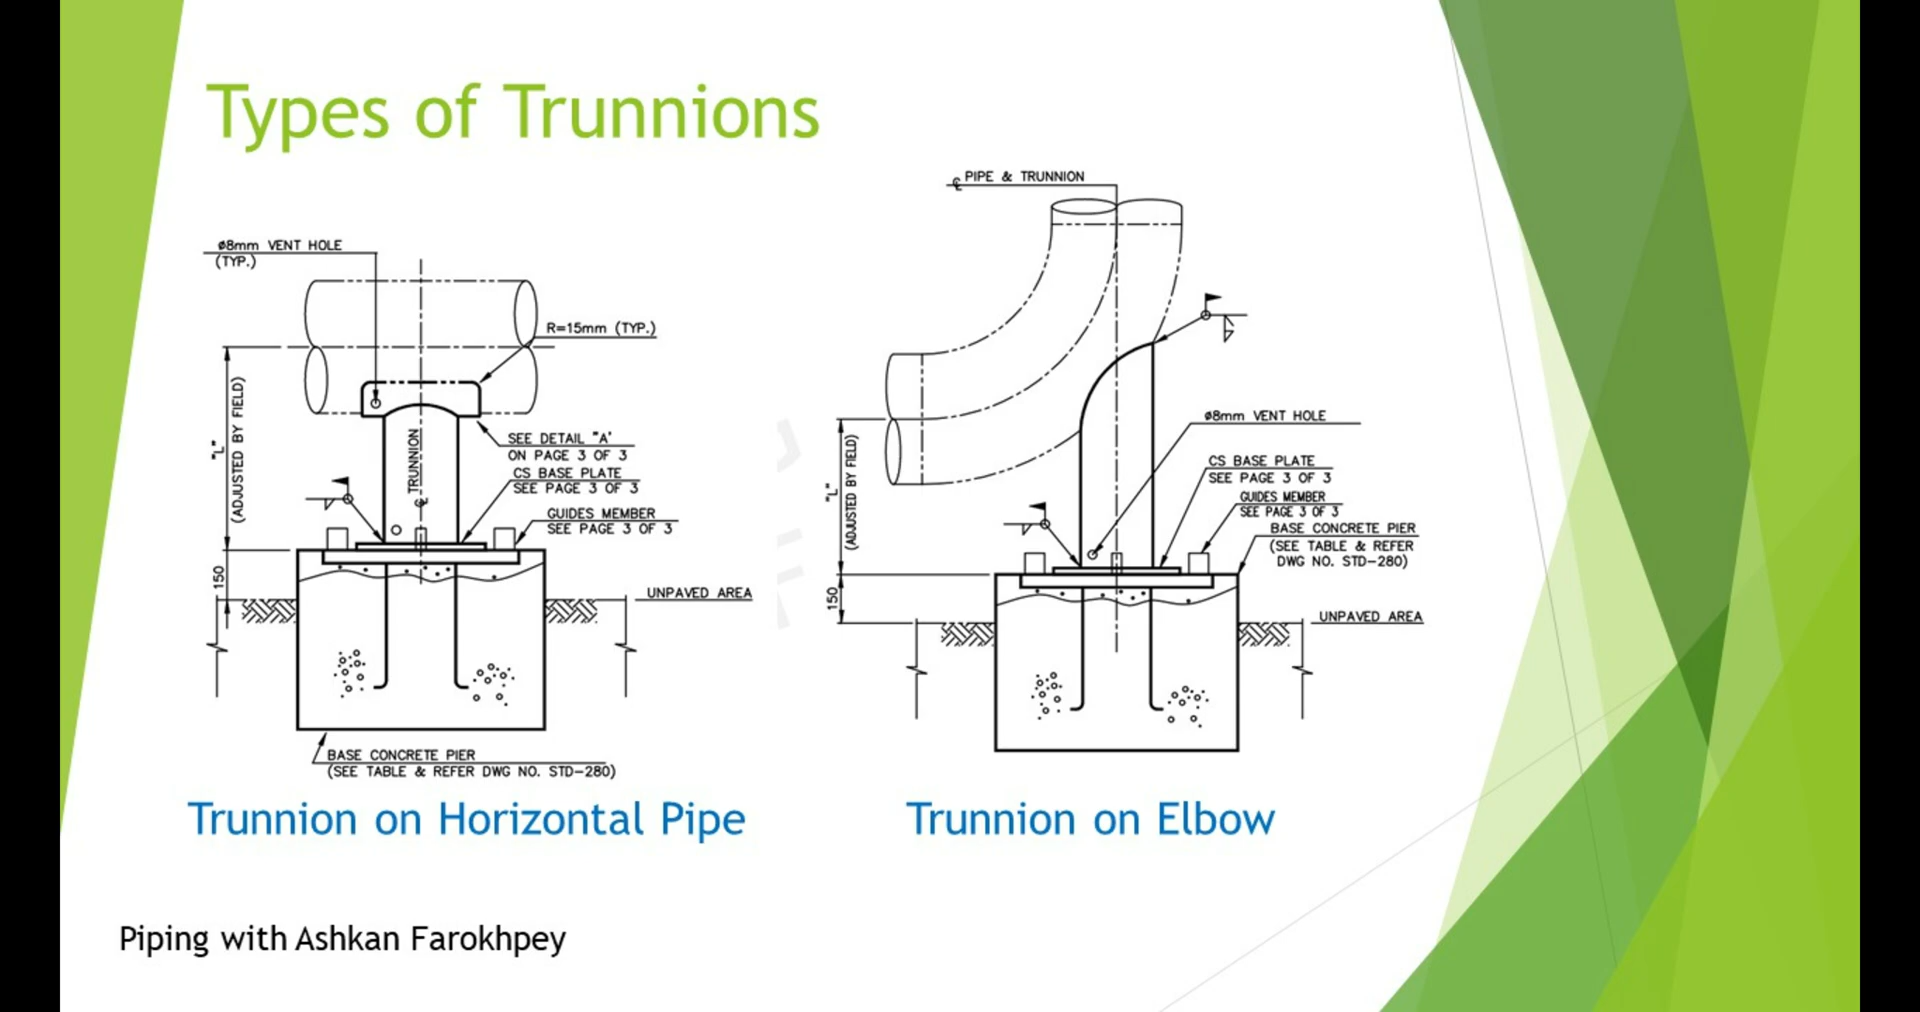 Types of Trunnions
℄ PIPE & TRUNNION
ø8mm VENT HOLE
(TYP.)
R=15mm (TYP.)
"L"
(ADJUSTED BY FIELD)
℄ TRUNNION
SEE DETAIL "A'
ON PAGE 3 OF 3
CS BASE PLATE
SEE PAGE 3 OF 3
GUIDES MEMBER
SEE PAGE 3 OF 3
150
UNPAVED AREA
BASE CONCRETE PIER
(SEE TABLE & REFER DWG NO. STD-280)
ø8mm VENT HOLE
"L"
(ADJUSTED BY FIELD)
CS BASE PLATE
SEE PAGE 3 OF 3
GUIDES MEMBER
SEE PAGE 3 OF 3
BASE CONCRETE PIER
(SEE TABLE & REFER
DWG NO. STD-280)
150
UNPAVED AREA
Trunnion on Horizontal Pipe
Trunnion on Elbow
Piping with Ashkan Farokhpey